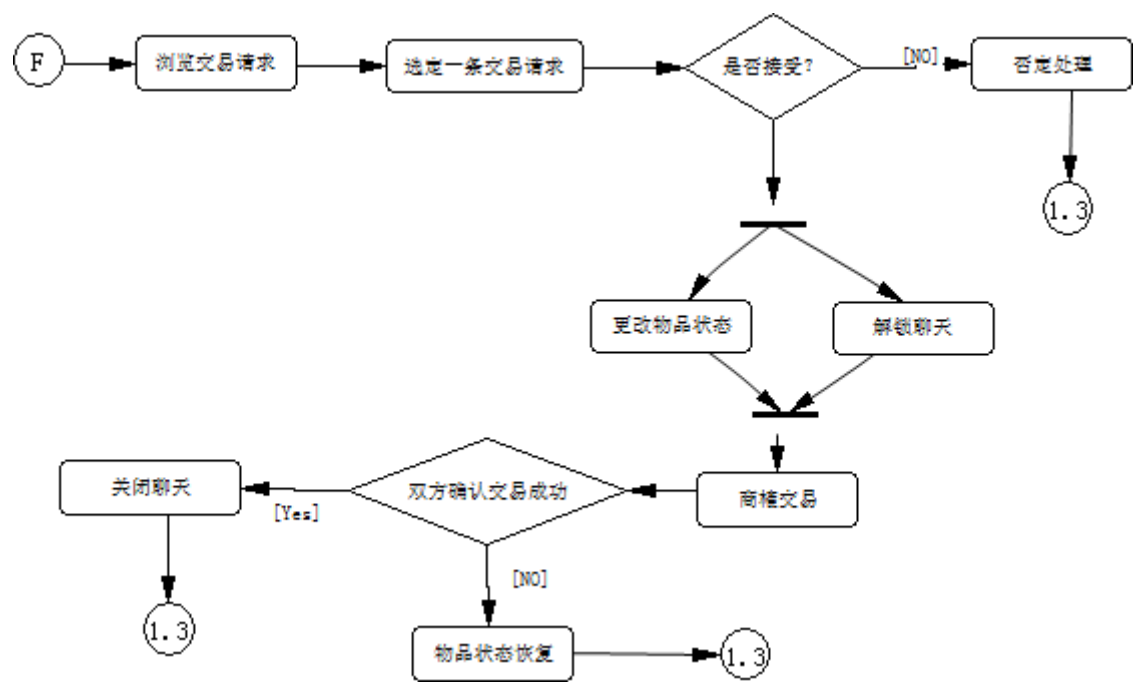 F
浏览交易请求
选定一条交易请求
是否接受?
[NO]
否定处理
1.3
更改物品状态
解锁聊天
关闭聊天
[Yes]
双方确认交易成功
商榷交易
[NO]
1.3
物品状态恢复
1.3